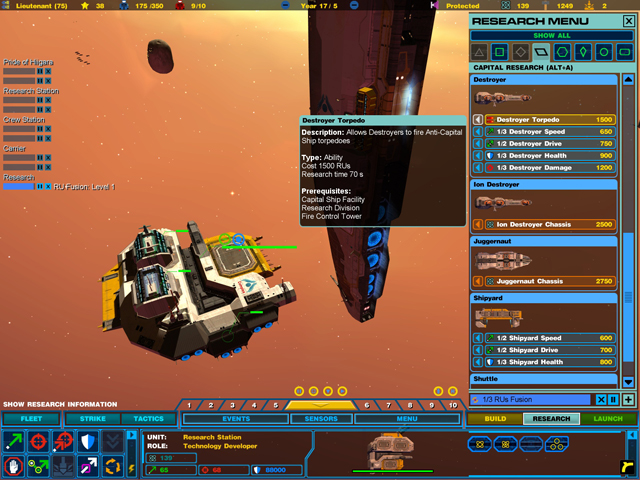 Lieutenant (75) 38 175 /350 9/10 Year 17 / 5 Protected 139 1249 2
RESEARCH MENU
SHOW ALL
CAPITAL RESEARCH (ALT+A)
Pride of Hiigara
Research Station
Crew Station
Carrier
Research
RU Fusion: Level 1
Destroyer Torpedo
Description: Allows Destroyers to fire Anti-Capital
Ship torpedoes
Type: Ability
Cost 1500 RUs
Research time 70 s
Prerequisites:
Capital Ship Facility
Research Division
Fire Control Tower
Destroyer
Destroyer Torpedo 1500
1/3 Destroyer Speed 650
1/2 Destroyer Drive 750
1/3 Destroyer Health 900
1/3 Destroyer Damage 1200
Ion Destroyer
Ion Destroyer Chassis 2500
Juggernaut
Juggernaut Chassis 2750
Shipyard
1/2 Shipyard Speed 600
1/2 Shipyard Drive 700
1/3 Shipyard Health 800
Shuttle
1/3 RUs Fusion
SHOW RESEARCH INFORMATION
1 2 3 4 5 6 7 8 9 10
FLEET STRIKE TACTICS EVENTS SENSORS MENU BUILD RESEARCH LAUNCH
UNIT: Research Station
ROLE: Technology Developer
139
65 68 88000